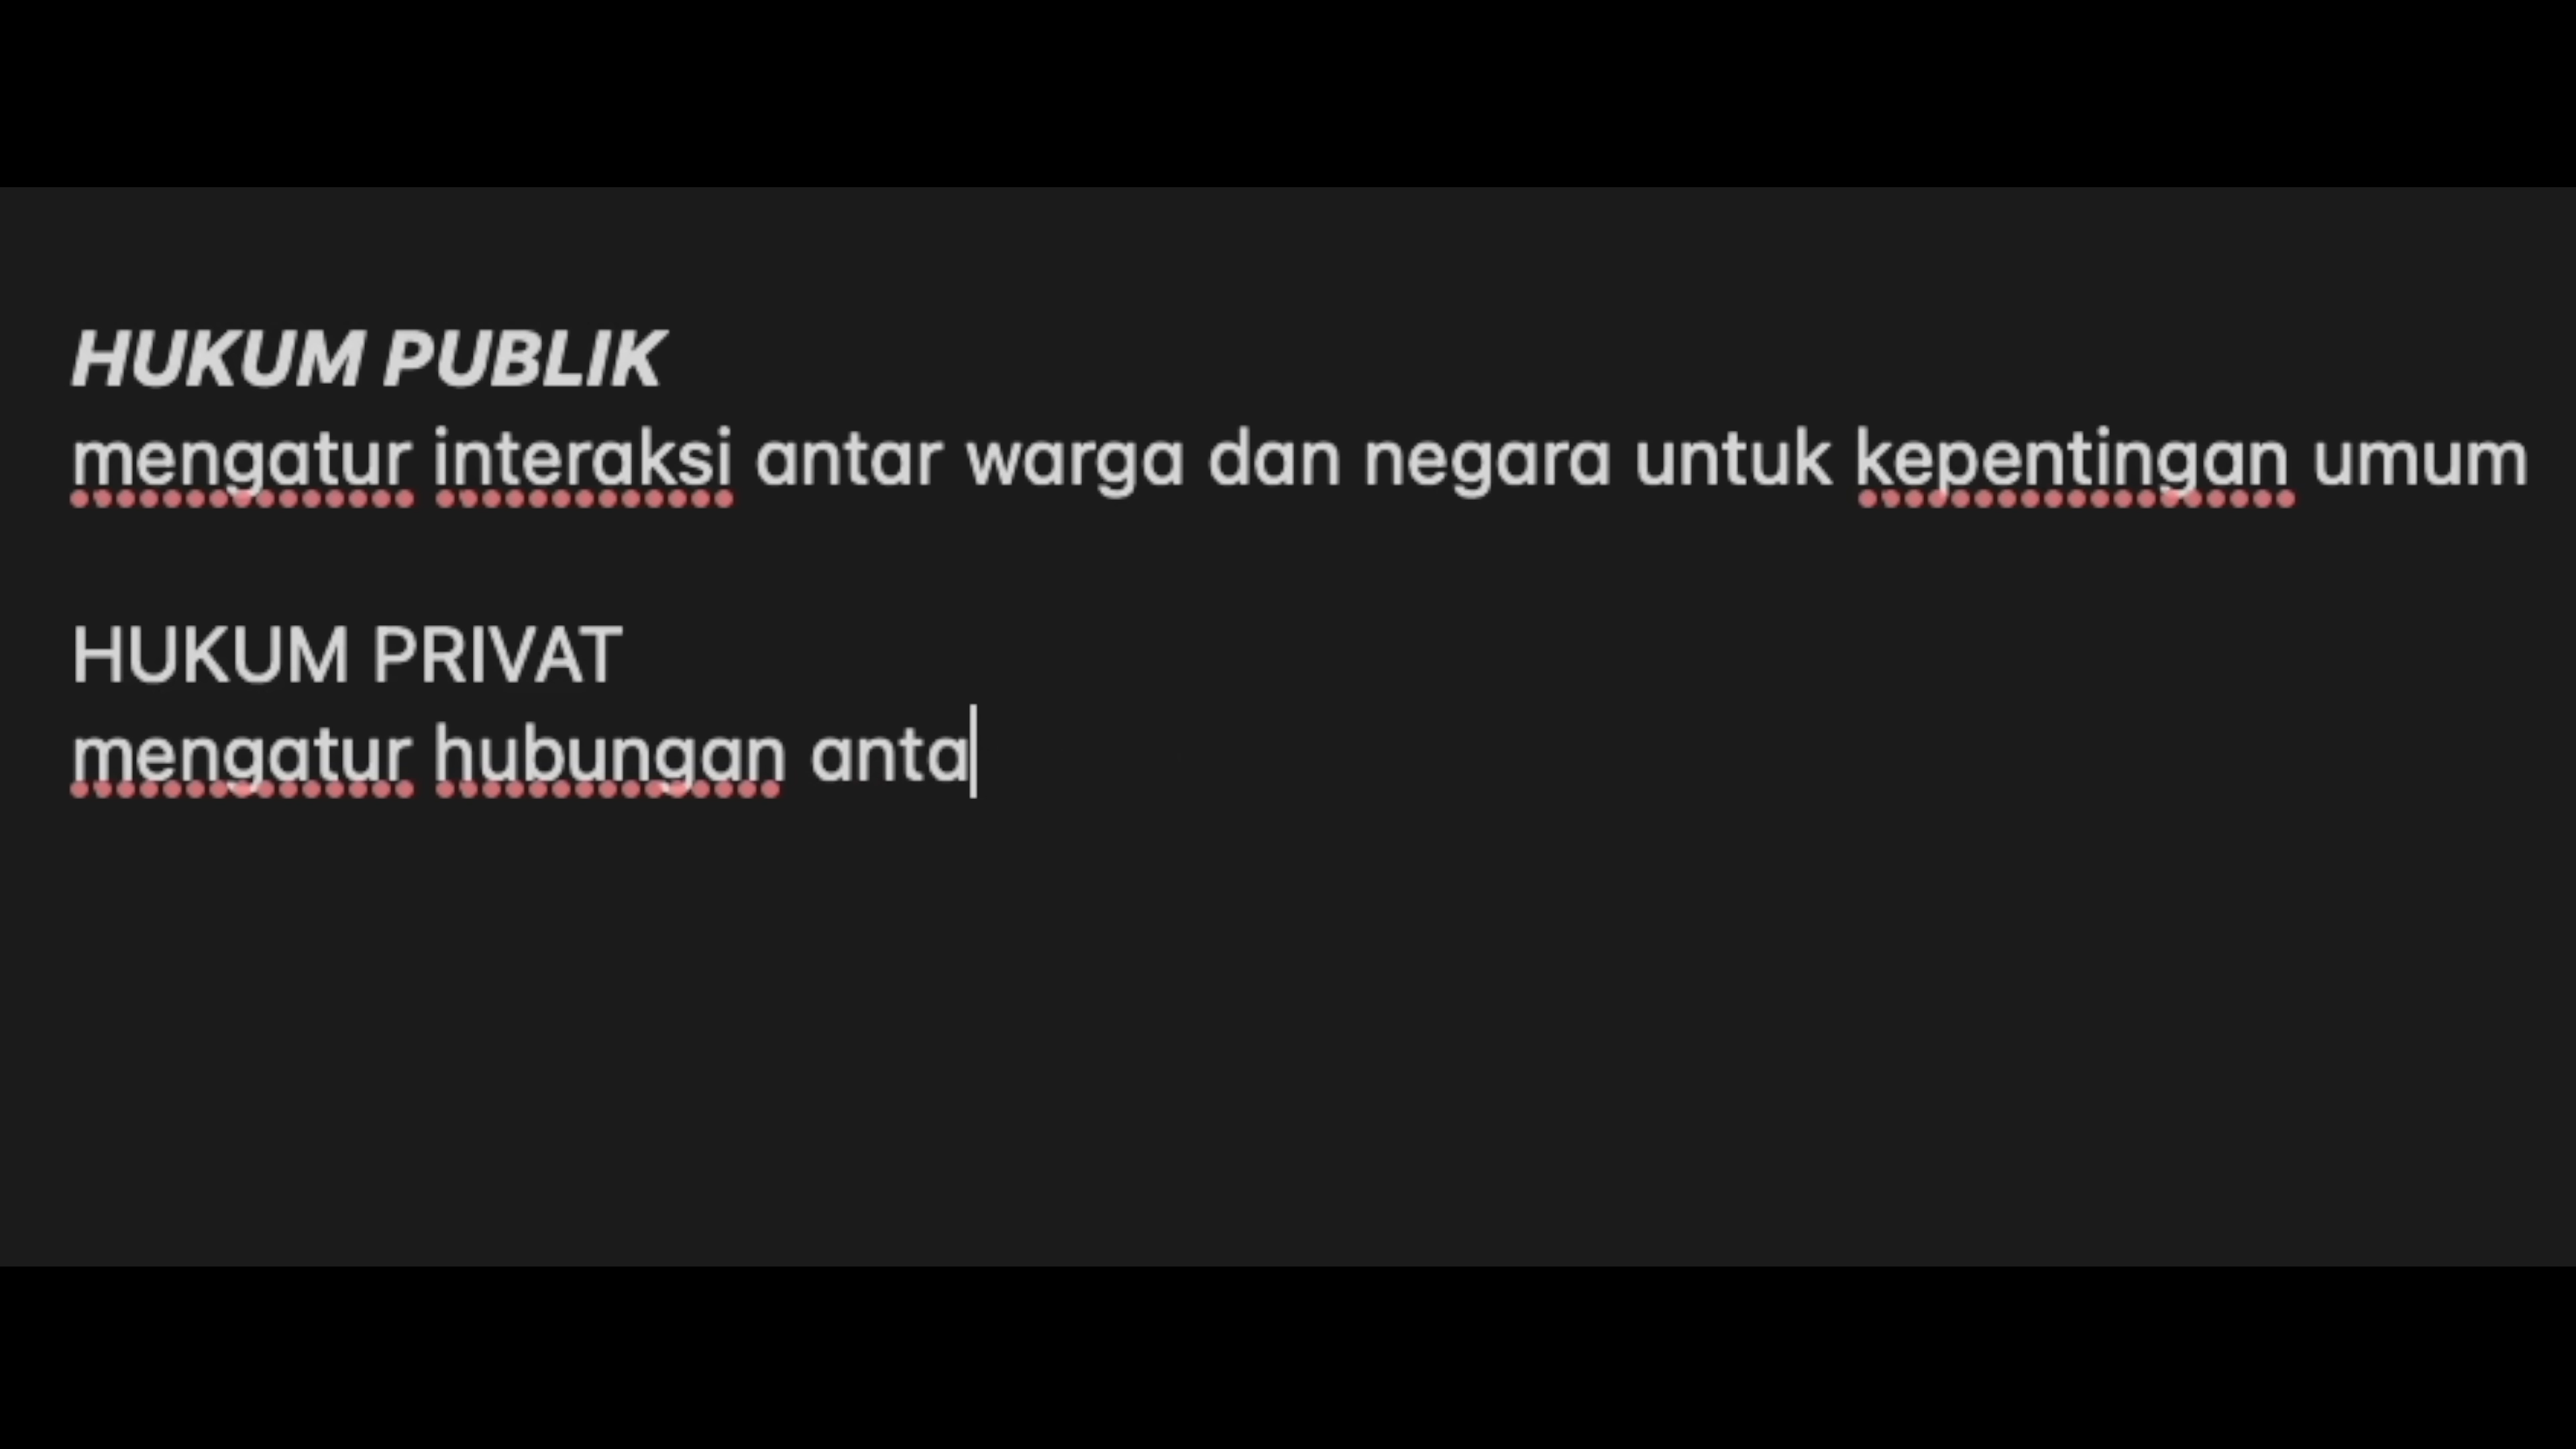 HUKUM PUBLIK
mengatur interaksi antar warga dan negara untuk kepentingan umum
HUKUM PRIVAT
mengatur hubungan anta